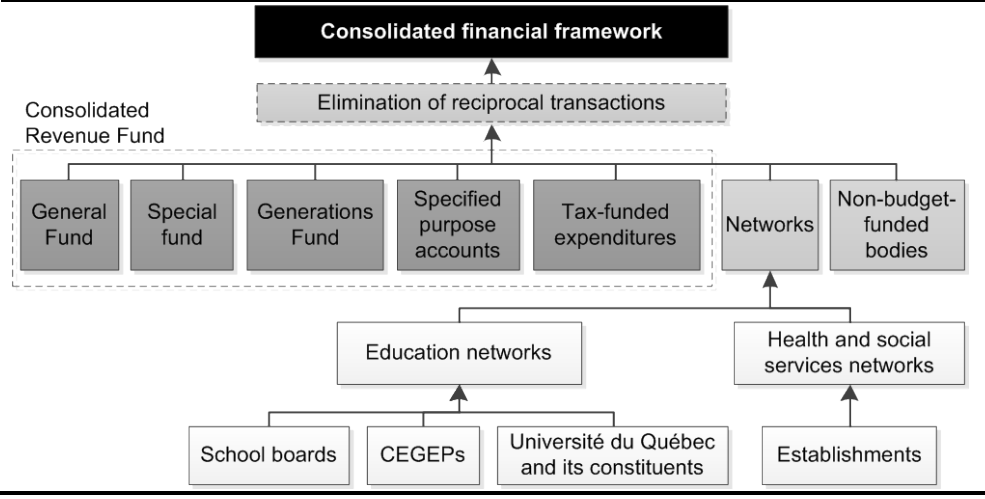 Consolidated financial framework
Elimination of reciprocal transactions
Consolidated
Revenue Fund
General
Fund
Special
fund
Generations
Fund
Specified
purpose
accounts
Tax-funded
expenditures
Networks
Non-budget-
funded
bodies
Education networks
Health and social
services networks
School boards
CEGEPs
Université du Québec
and its constituents
Establishments